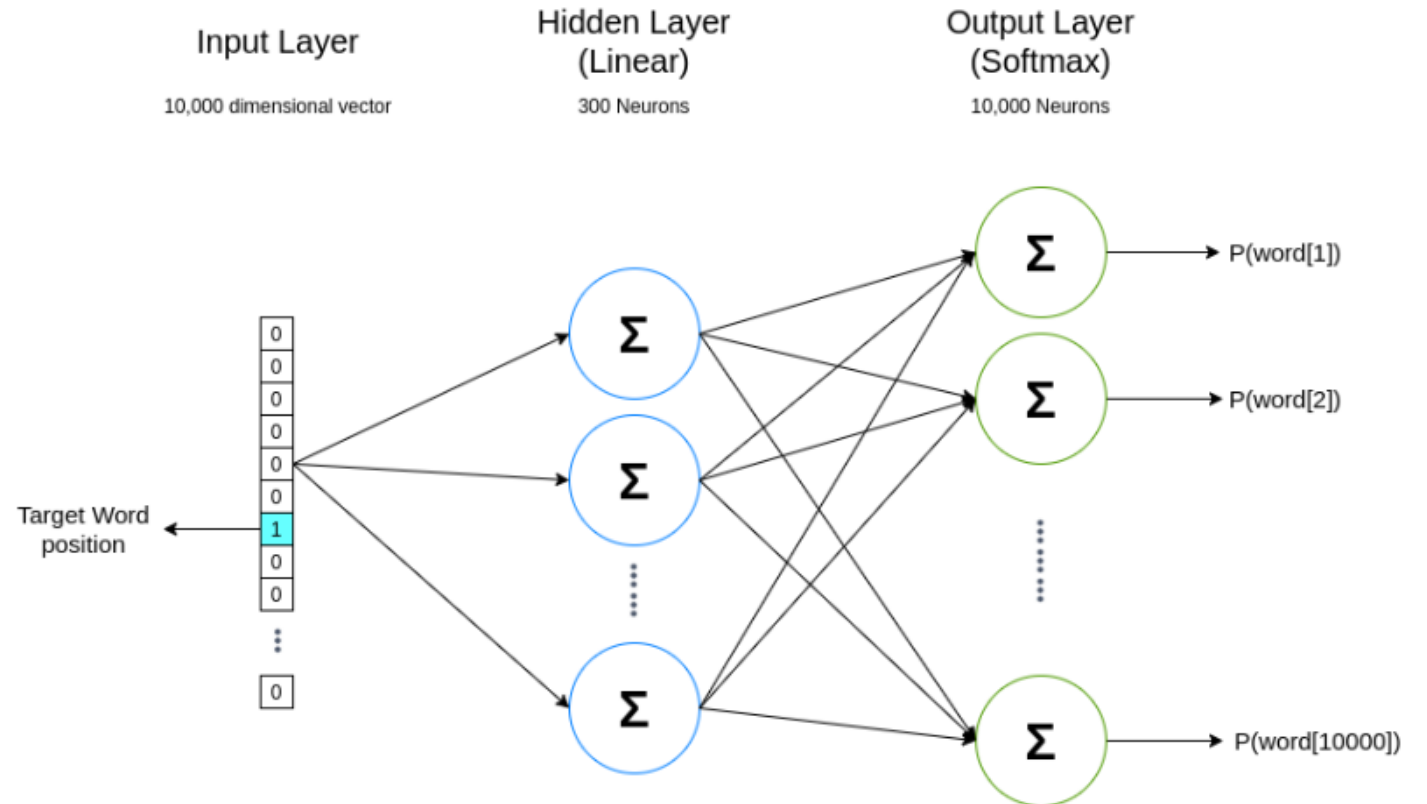 Input Layer
10,000 dimensional vector
Hidden Layer
(Linear)
300 Neurons
Output Layer
(Softmax)
10,000 Neurons
0
0
0
0
0
0
1
0
0
0
Target Word
position
Σ
Σ
Σ
Σ
Σ
Σ
P(word[1])
P(word[2])
P(word[10000])